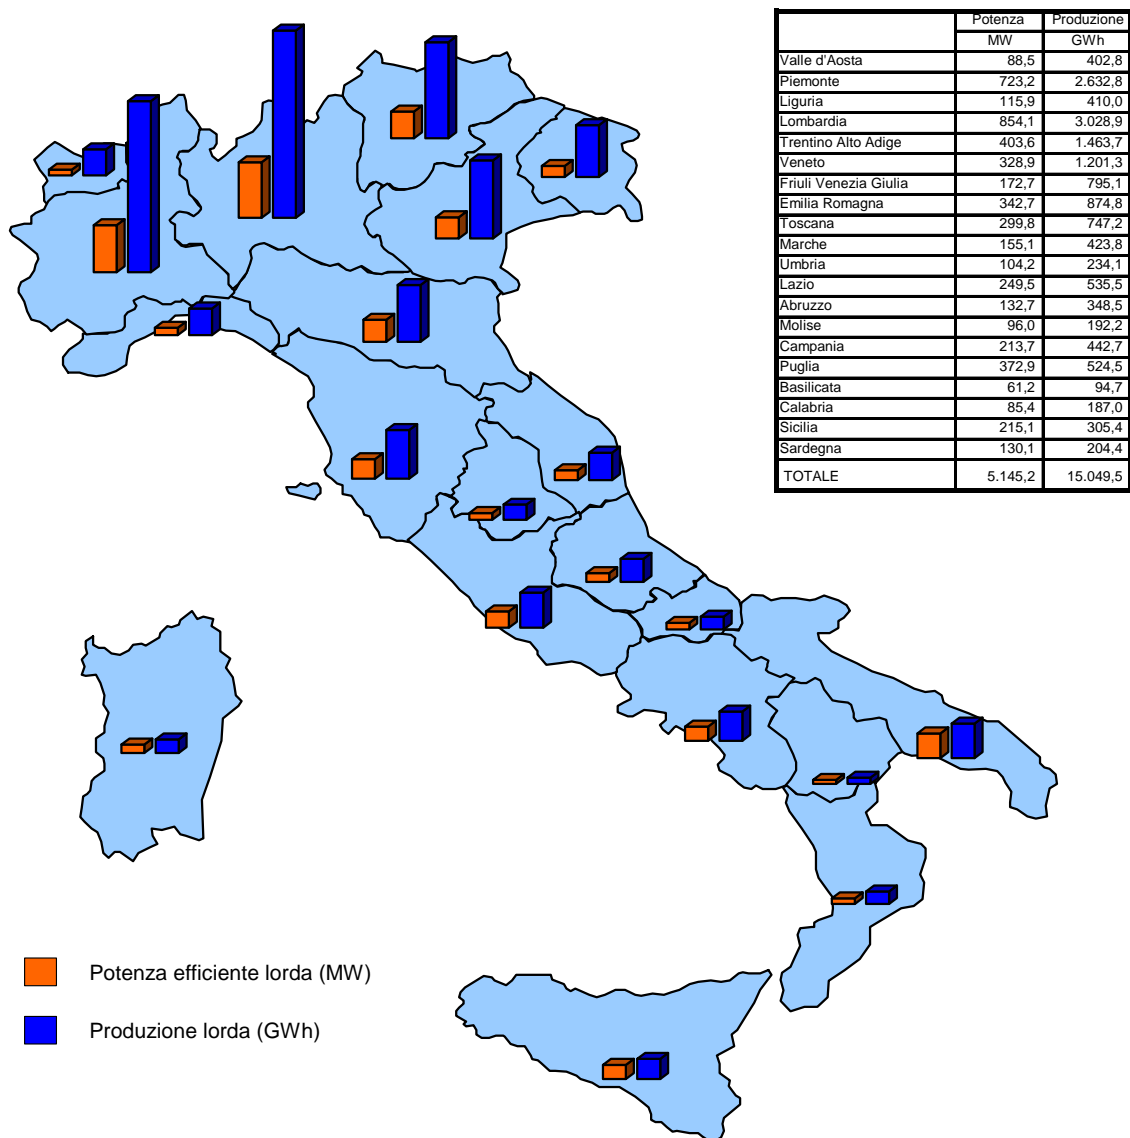 Potenza Produzione
MW GWh
Valle d'Aosta 88,5 402,8
Piemonte 723,2 2.632,8
Liguria 115,9 410,0
Lombardia 854,1 3.028,9
Trentino Alto Adige 403,6 1.463,7
Veneto 328,9 1.201,3
Friuli Venezia Giulia 172,7 795,1
Emilia Romagna 342,7 874,8
Toscana 299,8 747,2
Marche 155,1 423,8
Umbria 104,2 234,1
Lazio 249,5 535,5
Abruzzo 132,7 348,5
Molise 96,0 192,2
Campania 213,7 442,7
Puglia 372,9 524,5
Basilicata 61,2 94,7
Calabria 85,4 187,0
Sicilia 215,1 305,4
Sardegna 130,1 204,4
TOTALE 5.145,2 15.049,5
Potenza efficiente lorda (MW)
Produzione lorda (GWh)